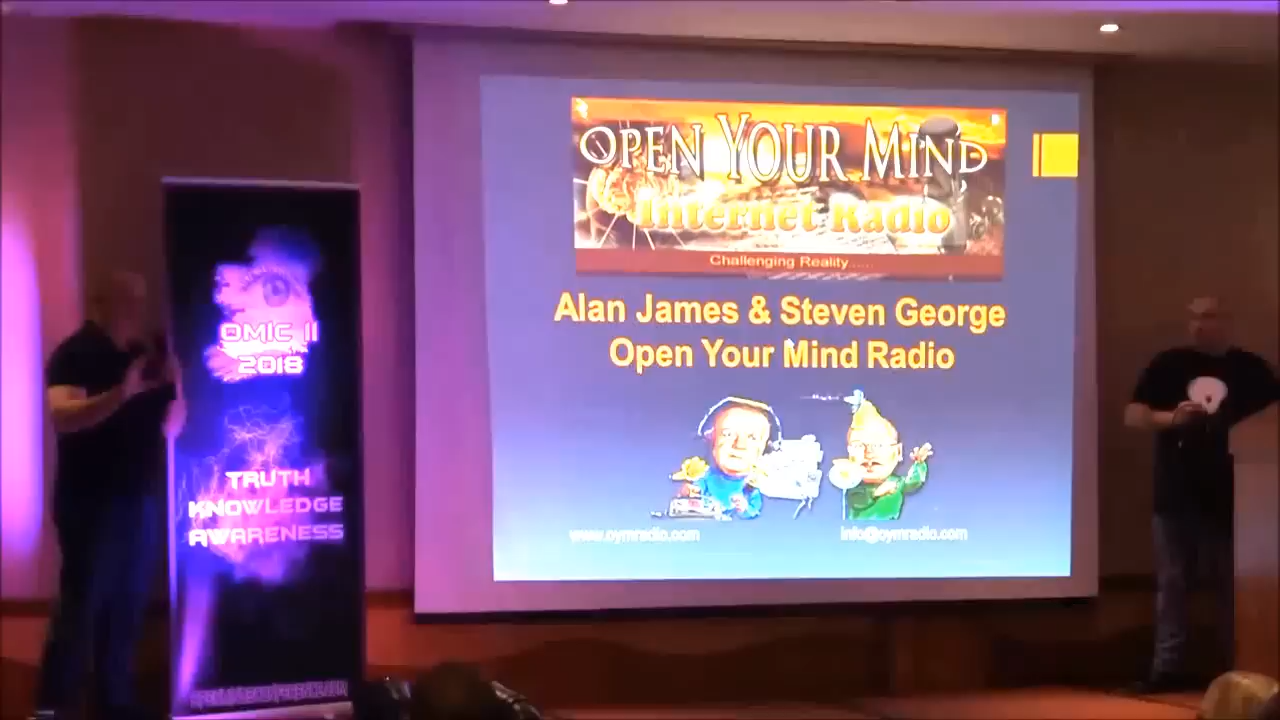 OPEN YOUR MIND
Internet Radio
Challenging Reality......
Alan James & Steven George
Open Your Mind Radio
www.oymradio.com
info@oymradio.com
OMIC II
2018
TRUTH
KNOWLEDGE
AWARENESS